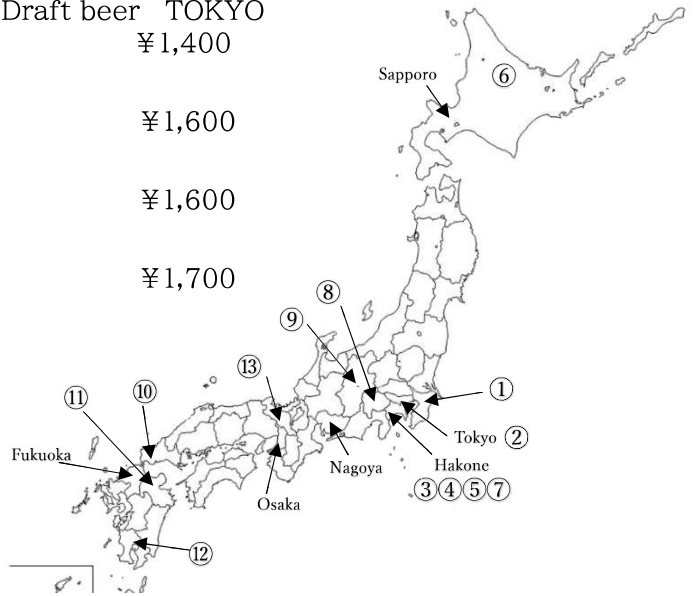 Draft beer TOKYO
¥1,400
Sapporo
⑥
¥1,600
¥1,600
¥1,700
⑧
⑨
⑬
⑩
⑪
①
Tokyo ②
Fukuoka
Nagoya
Hakone
③④⑤⑦
Osaka
⑫